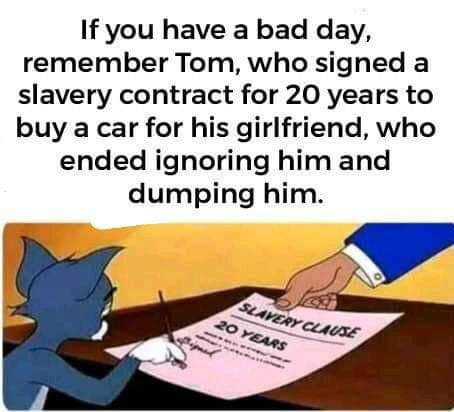 If you have a bad day,
remember Tom, who signed a
slavery contract for 20 years to
buy a car for his girlfriend, who
ended ignoring him and
dumping him.
SLAVERY CLAUSE
20 YEARS
Signed